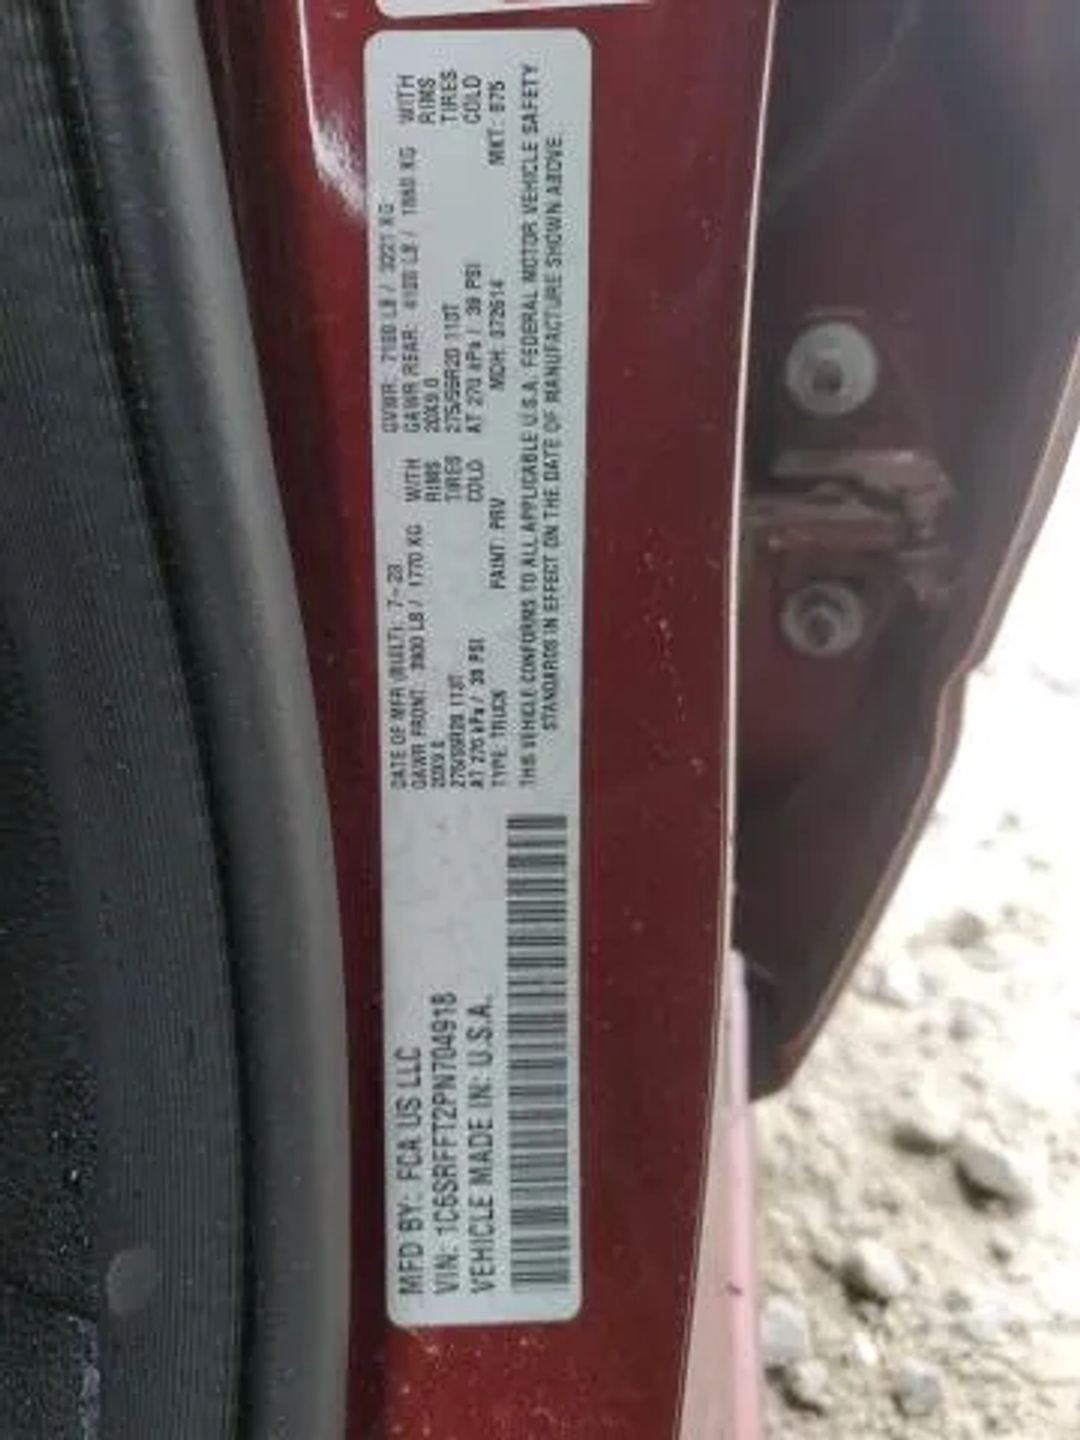 MFD BY: FCA US LLC
VIN: 1C6SRFFT2PN704918
VEHICLE MADE IN: U.S.A.
DATE OF MFR (BUILT): 7-23
GVWR: 7100 LB / 3221 KG
GAWR FRONT: 3900 LB / 1770 KG WITH
GAWR REAR: 4100 LB / 1860 KG WITH
20X9.0 RIMS
20X9.0 RIMS
275/55R20 113T TIRES
275/55R20 113T TIRES
AT 270 kPa / 39 PSI COLD
AT 270 kPa / 39 PSI COLD
TYPE: TRUCK PAINT: PRV MDH: 072614 MKT:
THIS VEHICLE CONFORMS TO ALL APPLICABLE U.S.A. FEDERAL MOTOR VEHICLE SAFETY
STANDARDS IN EFFECT ON THE DATE OF MANUFACTURE SHOWN ABOVE.